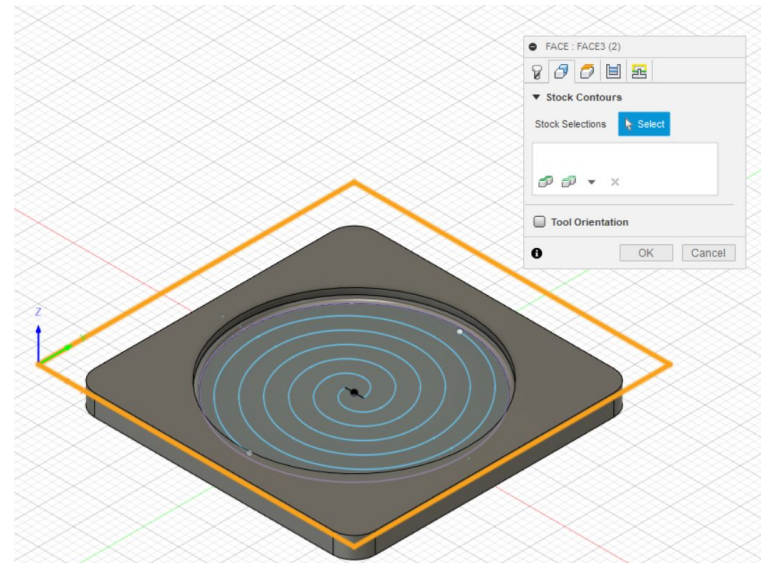 FACE : FACE3 (2)
Stock Contours
Stock Selections Select
Tool Orientation
OK Cancel
Z